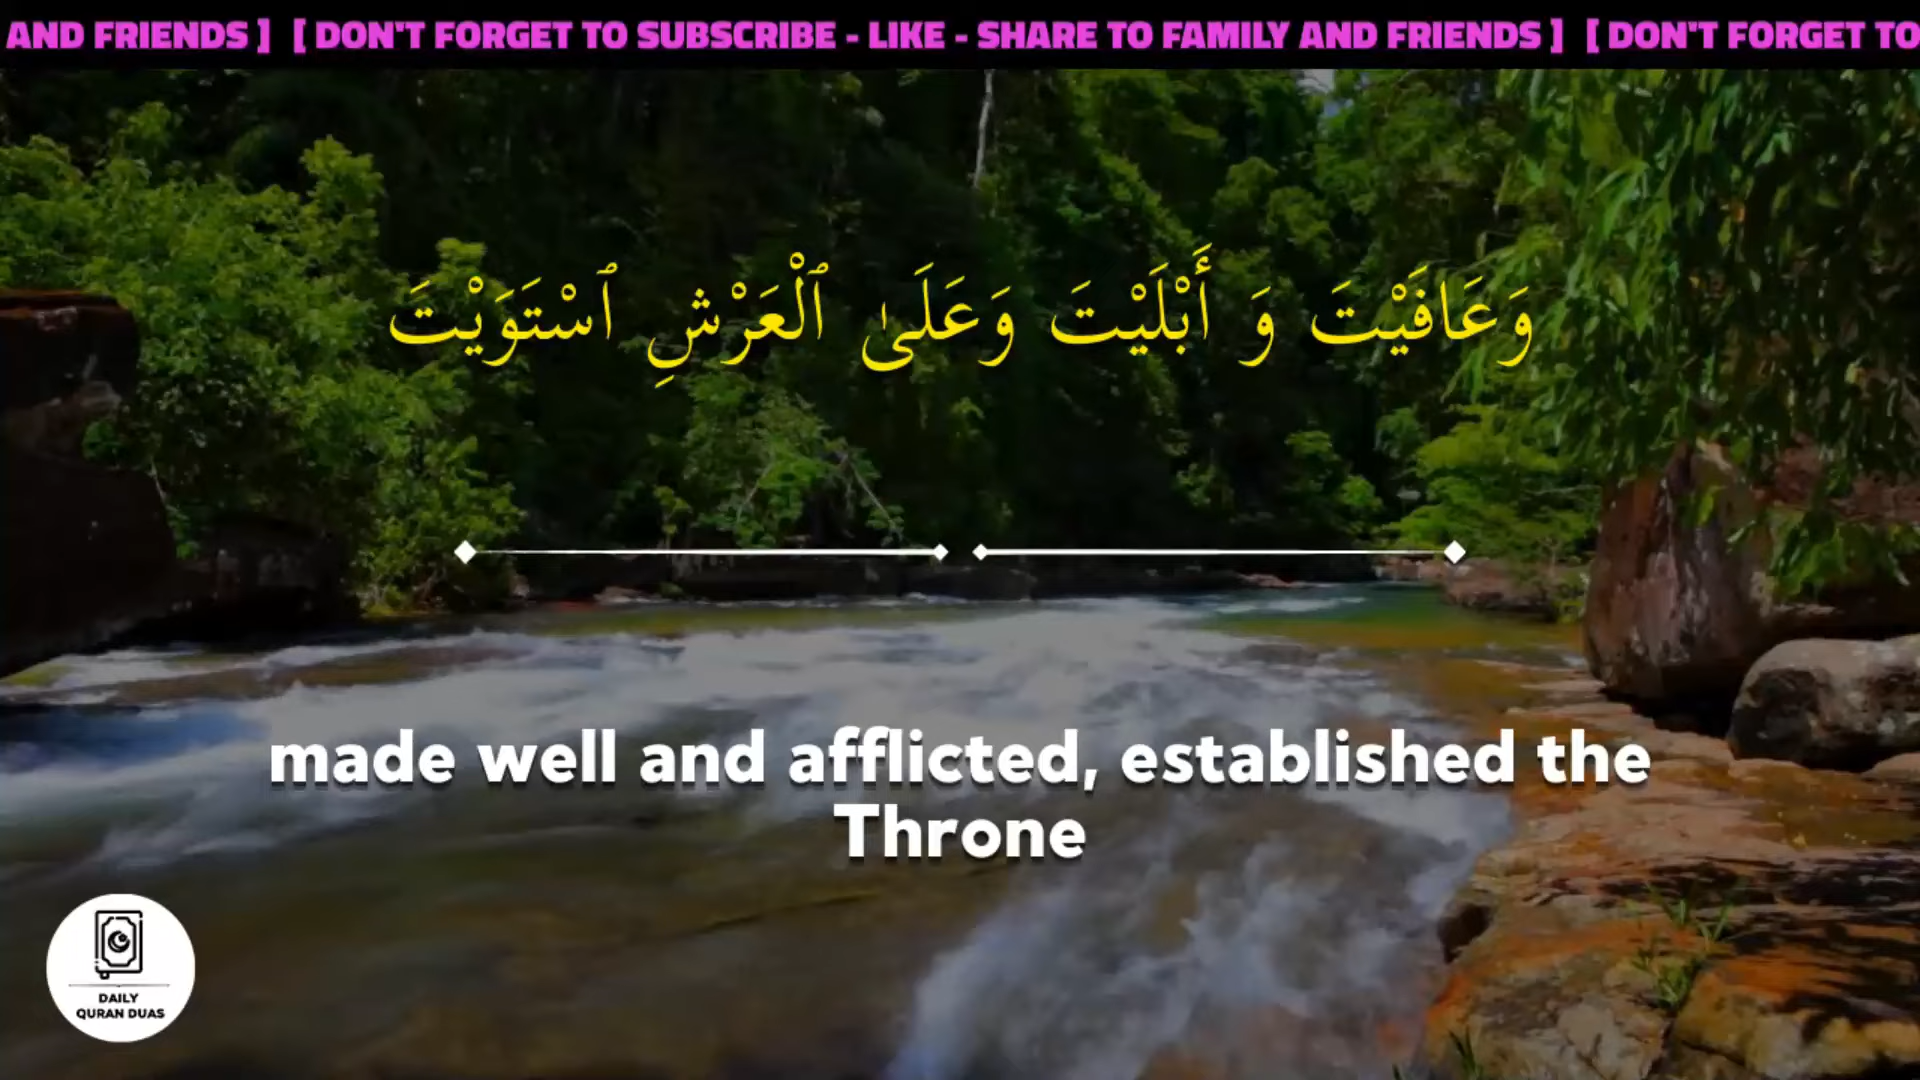 AND FRIENDS ] [ DON'T FORGET TO SUBSCRIBE - LIKE - SHARE TO FAMILY AND FRIENDS ] [ DON'T FORGET TO
وَعَافَيْتَ وَ أَبْلَيْتَ وَعَلَىٰ ٱلْعَرْشِ ٱسْتَوَيْتَ
made well and afflicted, established the
Throne
DAILY
QURAN DUAS